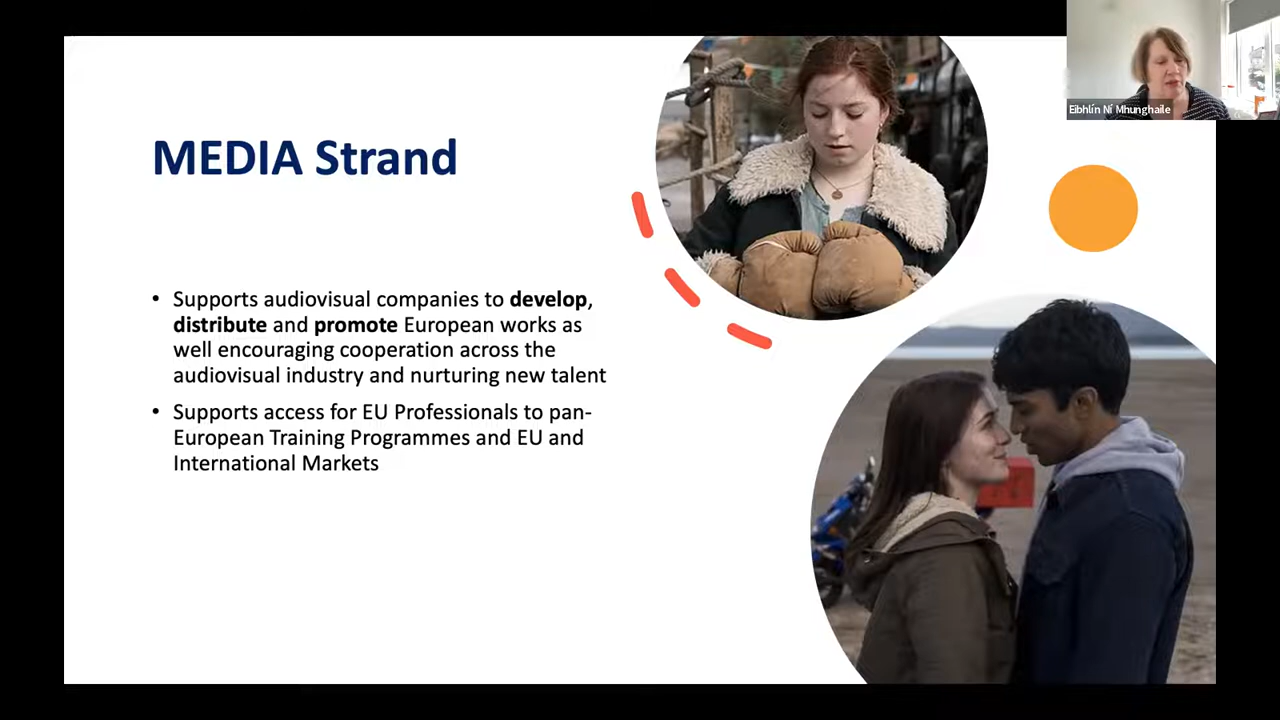 Eibhlín Ní Mhunghaile
MEDIA Strand
• Supports audiovisual companies to develop,
distribute and promote European works as
well encouraging cooperation across the
audiovisual industry and nurturing new talent
• Supports access for EU Professionals to pan-
European Training Programmes and EU and
International Markets